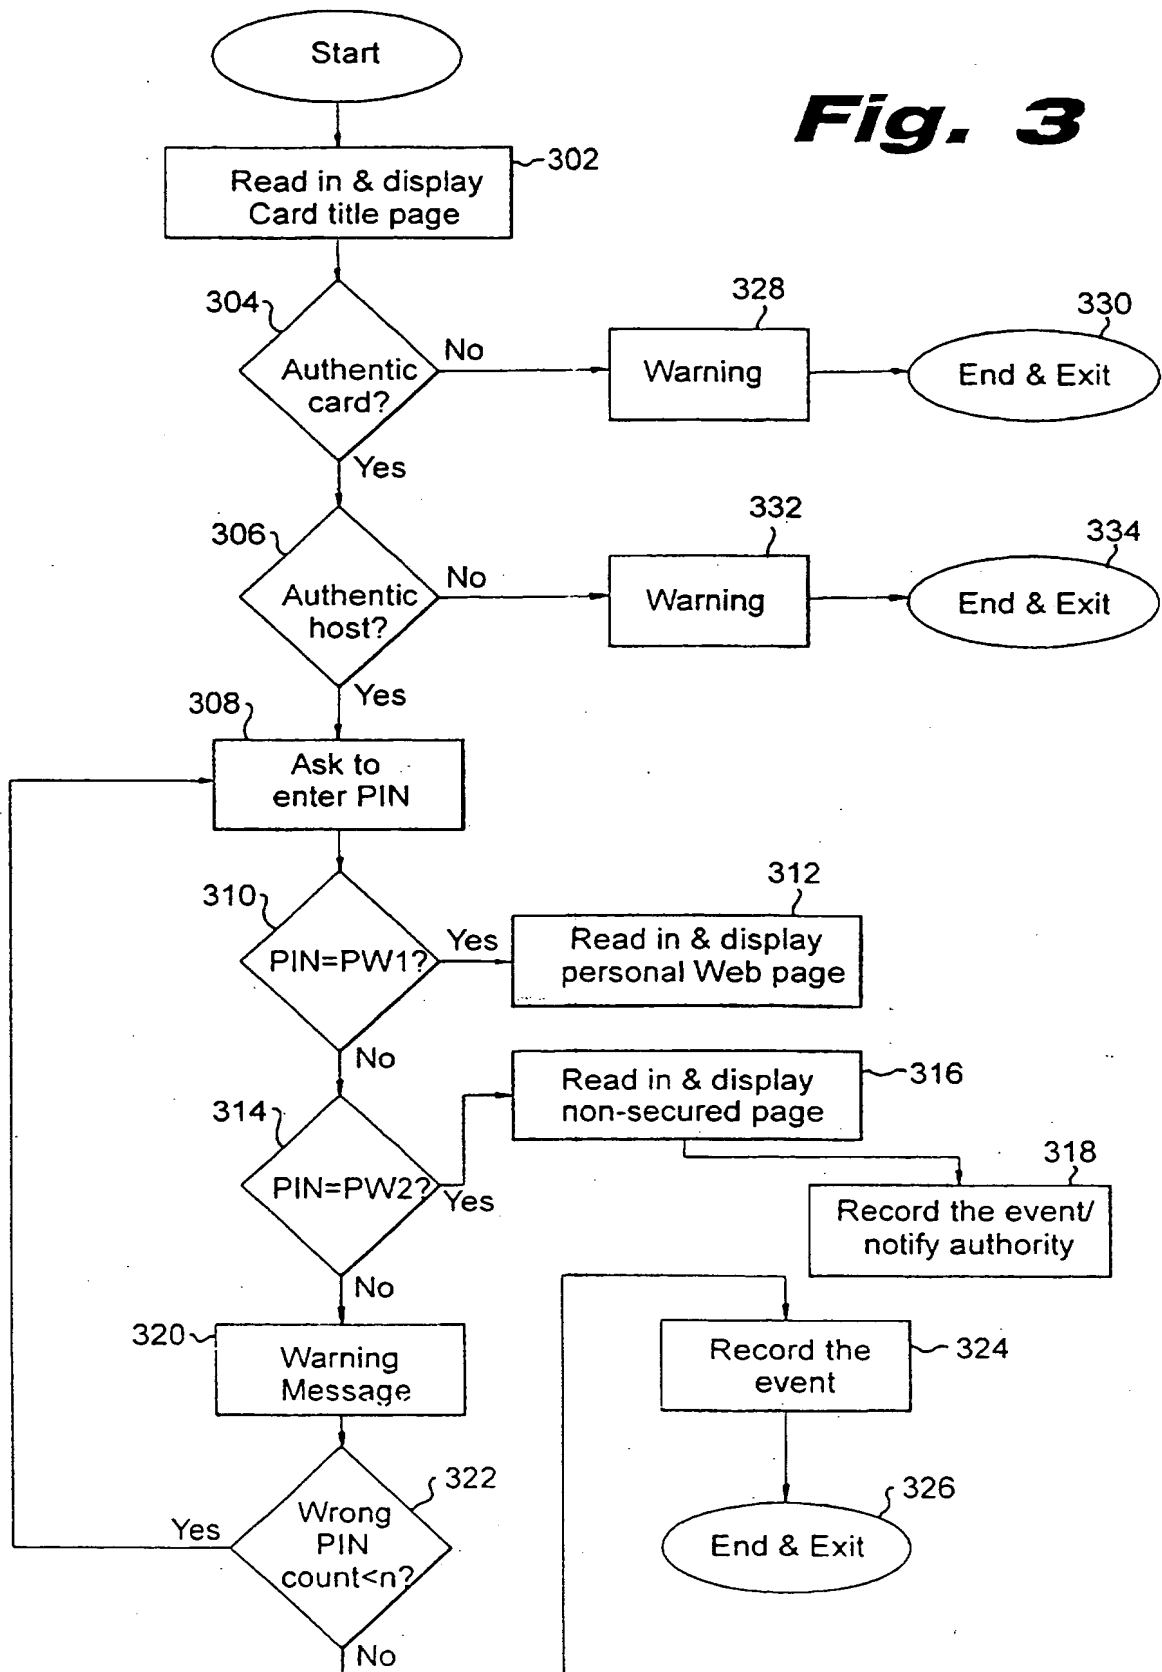 Start
Fig. 3
302
Read in & display
Card title page
304
Authentic
card?
No
328
Warning
330
End & Exit
Yes
306
Authentic
host?
No
332
Warning
334
End & Exit
Yes
308
Ask to
enter PIN
310
PIN=PW1?
Yes
312
Read in & display
personal Web page
No
314
PIN=PW2?
Yes
Read in & display
non-secured page
316
318
Record the event/
notify authority
No
320
Warning
Message
Record the
event
324
322
Wrong
PIN
count<n?
Yes
326
End & Exit
No